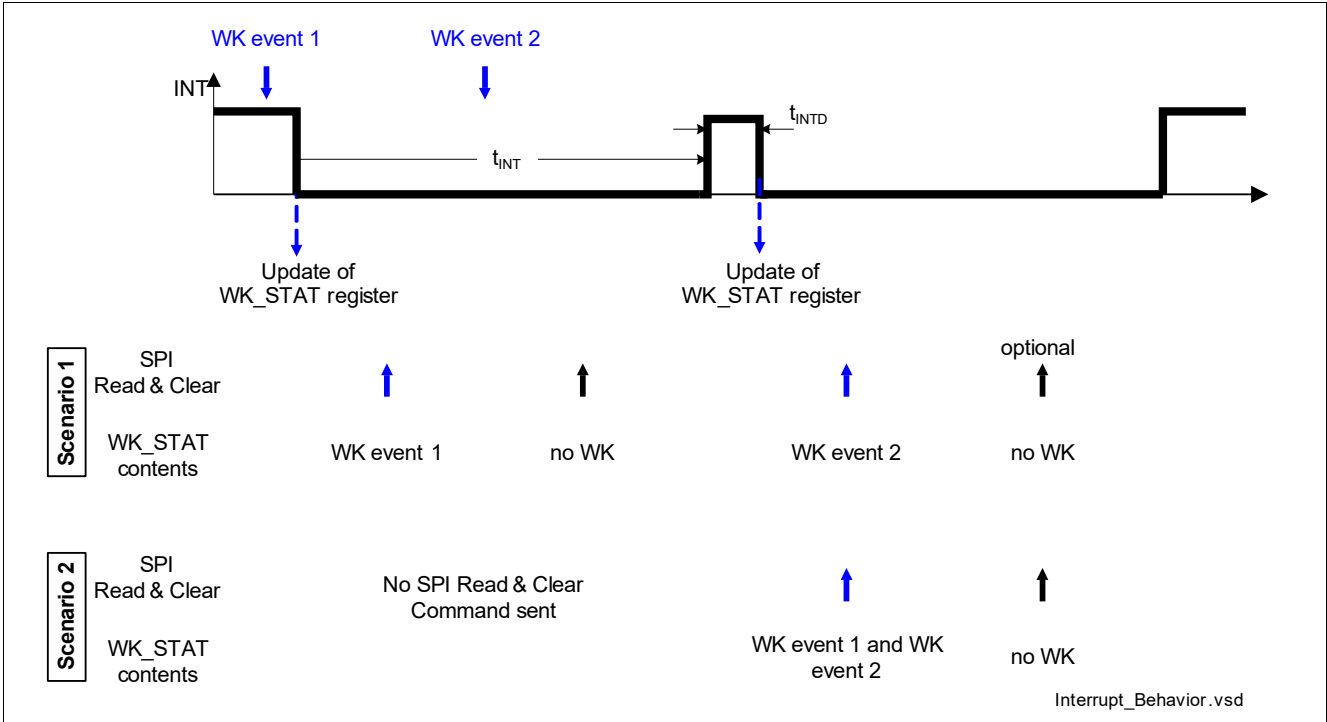 WK event 1
WK event 2
INT
tINTD
tINT
Update of
WK_STAT register
Update of
WK_STAT register
Scenario 1
SPI
Read & Clear
optional
WK_STAT
contents
WK event 1
no WK
WK event 2
no WK
Scenario 2
SPI
Read & Clear
No SPI Read & Clear
Command sent
WK_STAT
contents
WK event 1 and WK
event 2
no WK
Interrupt_Behavior.vsd